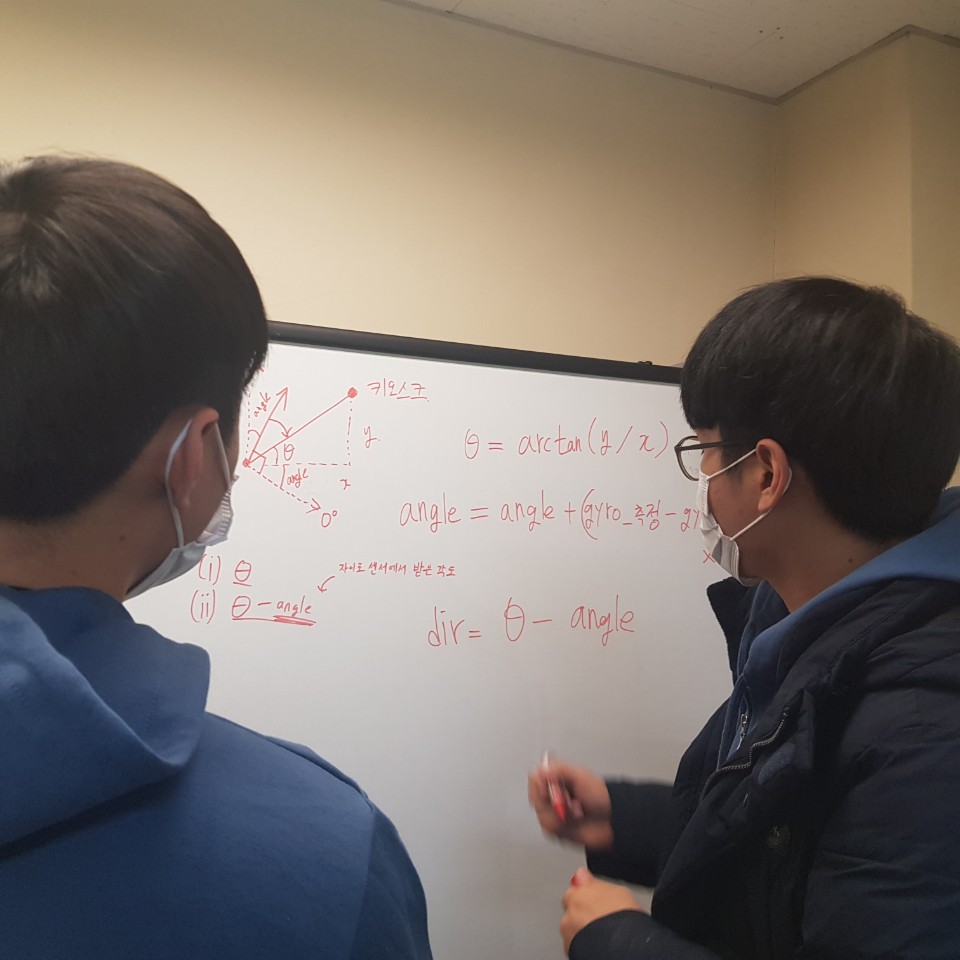 키오스크
angle
y
θ
angle
x
0°
θ = arctan(y/x)
angle = angle + (gyro_측정 - gy
x
(i) θ
자이로 센서에서 받은 각도
(ii) θ - angle
dir = θ - angle